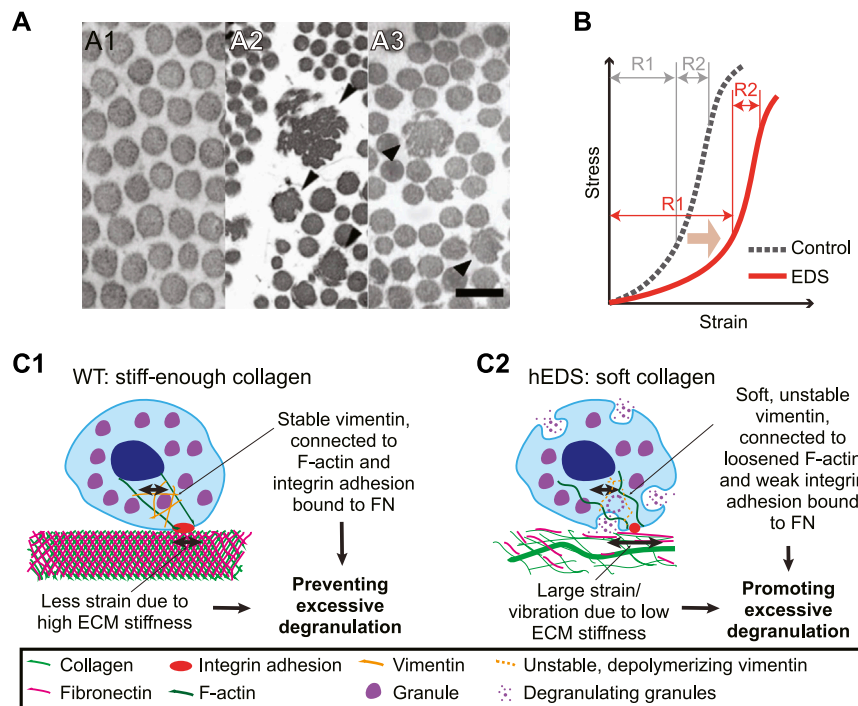 A
A1
A2
A3
B
R1
R2
R2
R1
Stress
Control
EDS
Strain
C1
WT: stiff-enough collagen
Stable vimentin,
connected to
F-actin and
integrin adhesion
bound to FN
Less strain due to
high ECM stiffness
Preventing
excessive
degranulation
C2
hEDS: soft collagen
Soft, unstable
vimentin,
connected to
loosened F-actin
and weak integrin
adhesion bound
to FN
Large strain/
vibration due to low
ECM stiffness
Promoting
excessive
degranulation
Collagen
Integrin adhesion
Vimentin
Unstable, depolymerizing vimentin
Fibronectin
F-actin
Granule
Degranulating granules